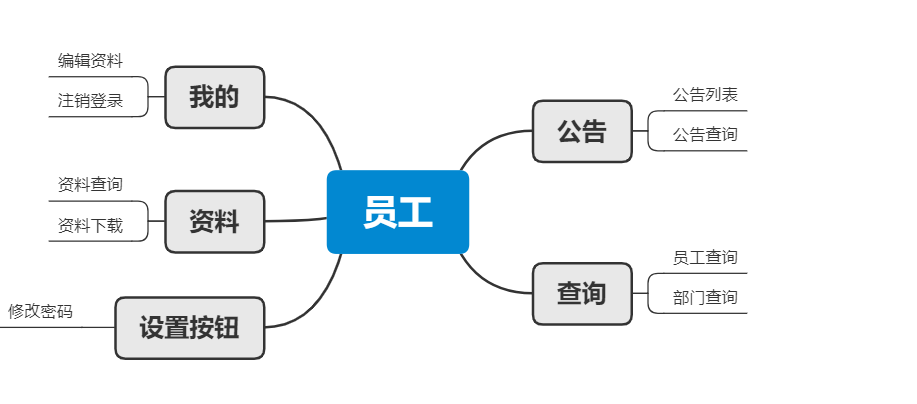 编辑资料
注销登录
我的
资料查询
资料下载
资料
修改密码
设置按钮
员工
公告
公告列表
公告查询
查询
员工查询
部门查询